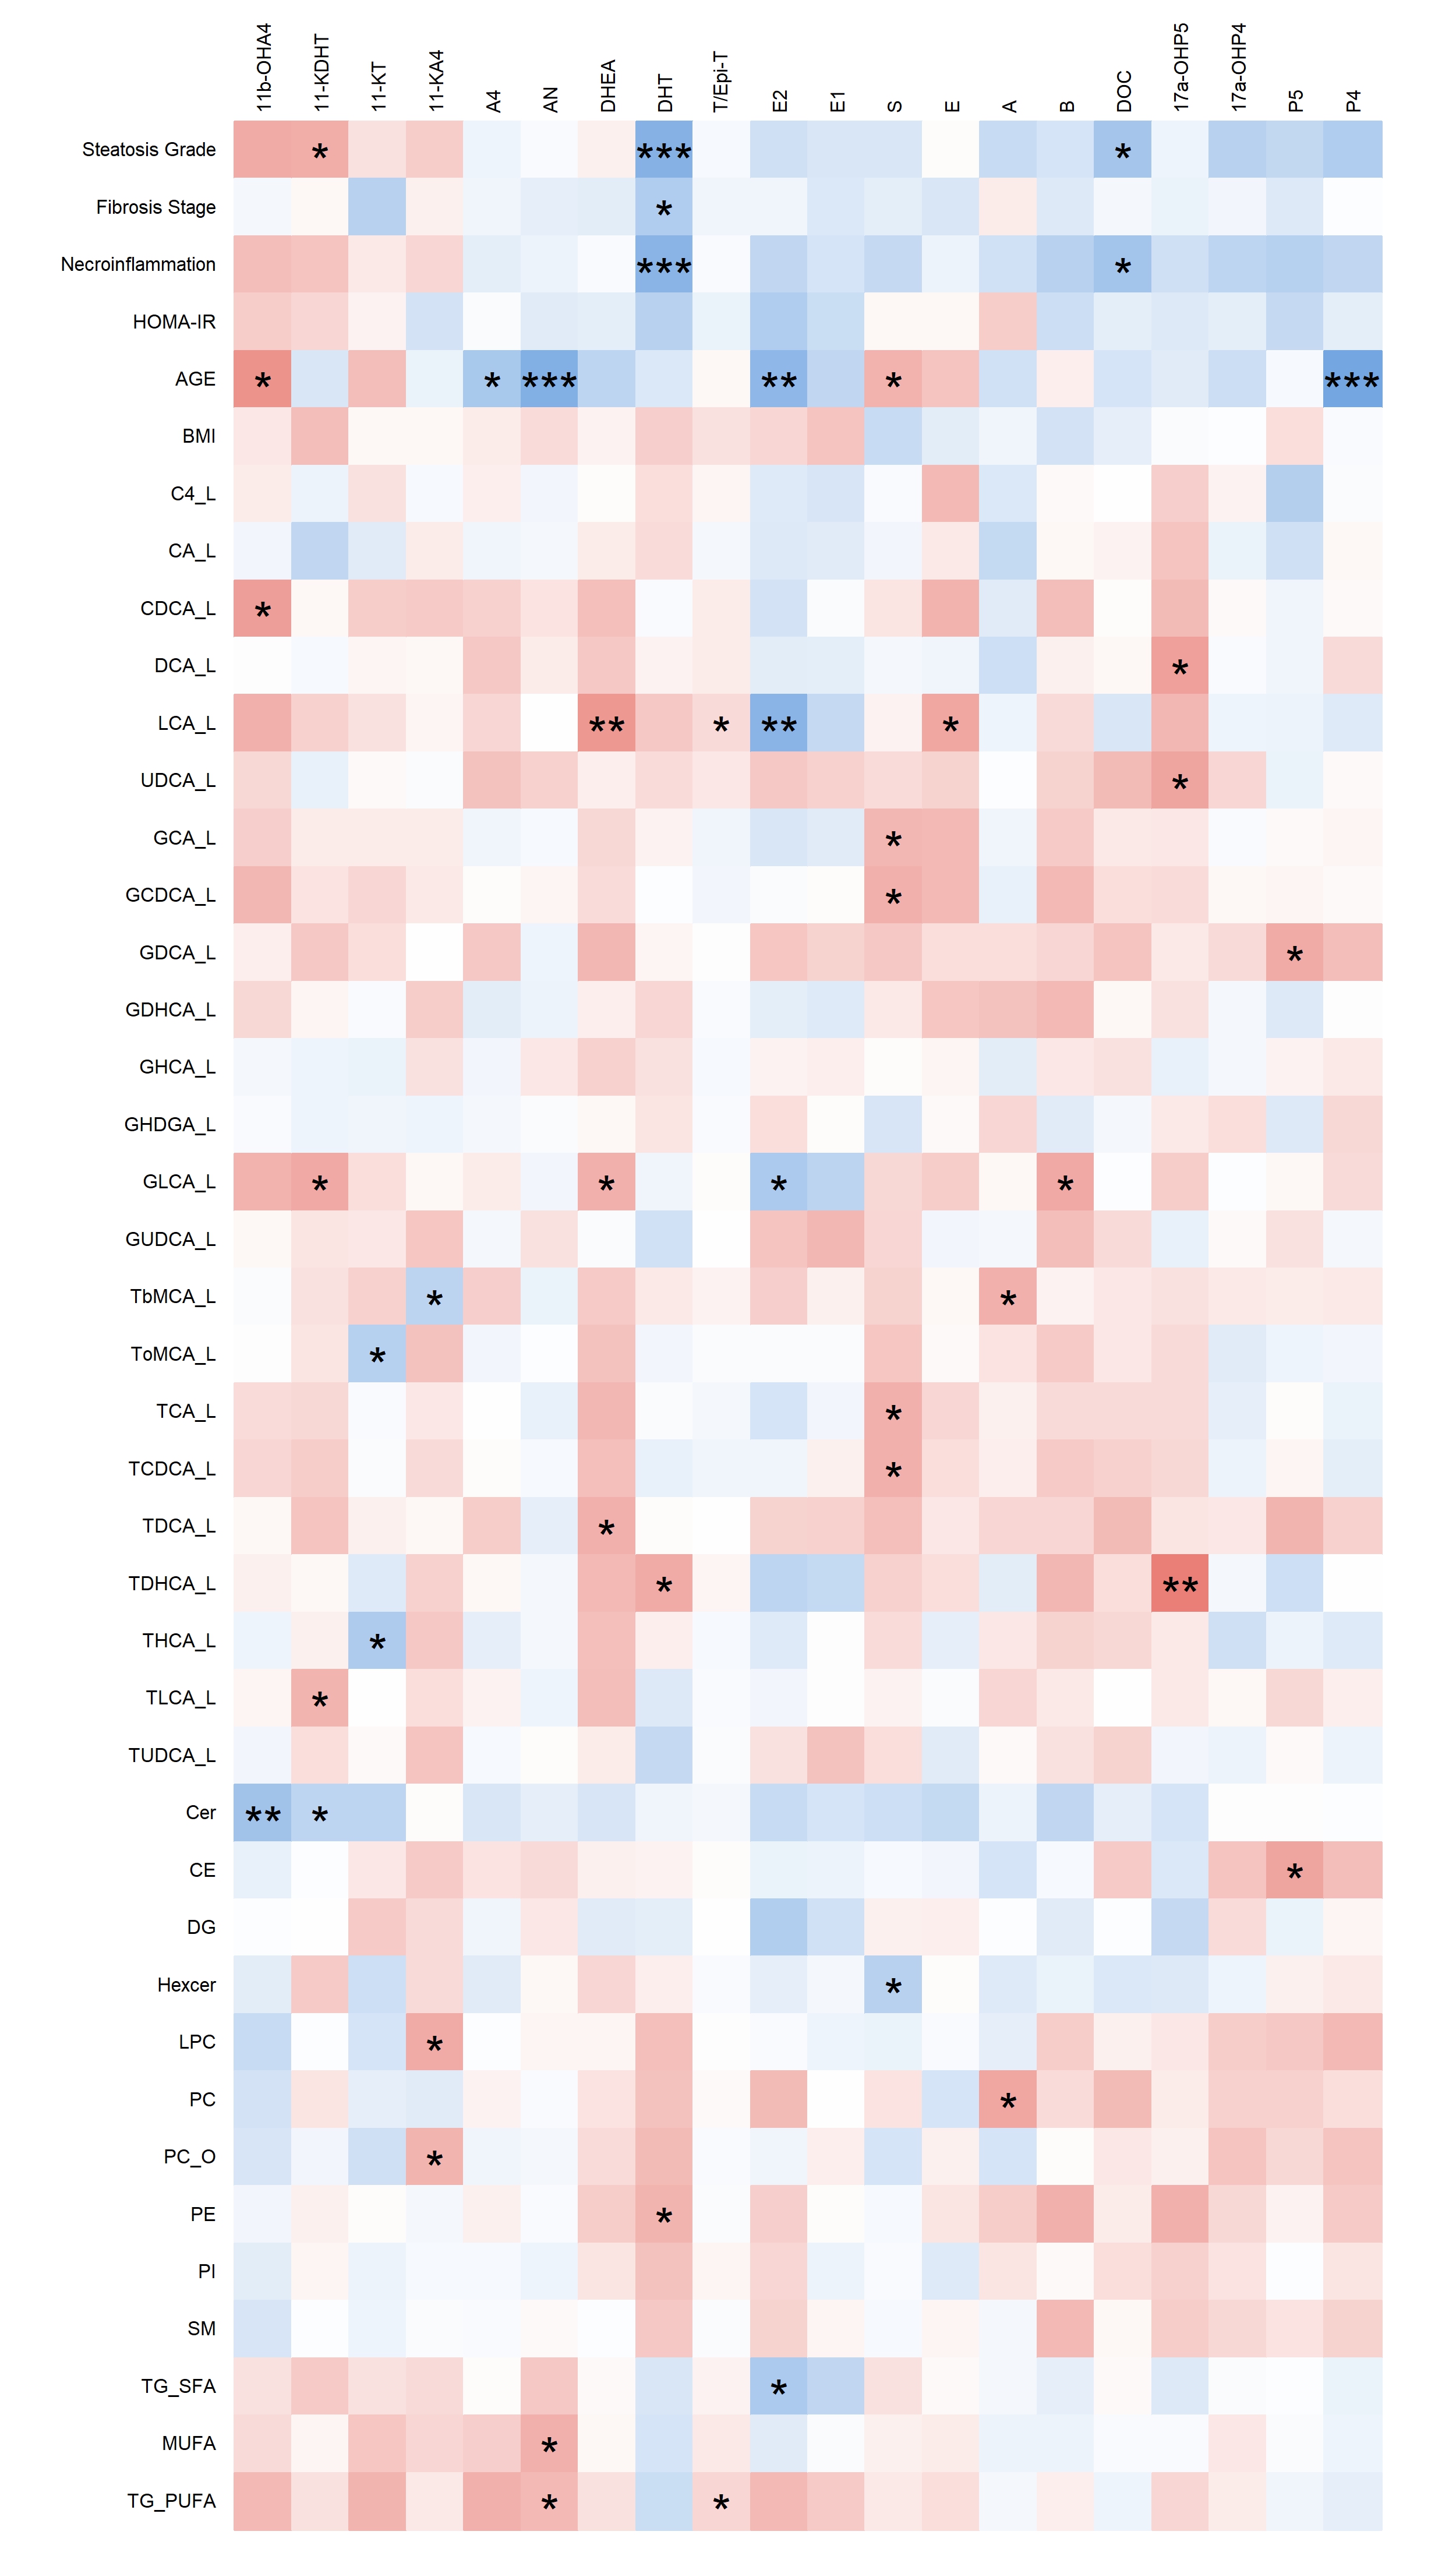 11b-OHA4 11-KDHT 11-KT 11-KA4 A4 AN DHEA DHT T/Epi-T E2 E1 S E A B DOC 17a-OHP5 17a-OHP4 P5 P4
Steatosis Grade * *** *
Fibrosis Stage *
Necroinflammation *** *
HOMA-IR
AGE * * *** ** * ***
BMI
C4_L
CA_L
CDCA_L *
DCA_L *
LCA_L ** * ** *
UDCA_L *
GCA_L *
GCDCA_L *
GDCA_L *
GDHCA_L
GHCA_L
GHDGA_L
GLCA_L * * * *
GUDCA_L
TbMCA_L * *
ToMCA_L *
TCA_L *
TCDCA_L *
TDCA_L *
TDHCA_L * **
THCA_L *
TLCA_L *
TUDCA_L
Cer ** *
CE *
DG
Hexcer *
LPC *
PC *
PC_O *
PE *
PI
SM
TG_SFA *
MUFA *
TG_PUFA * *